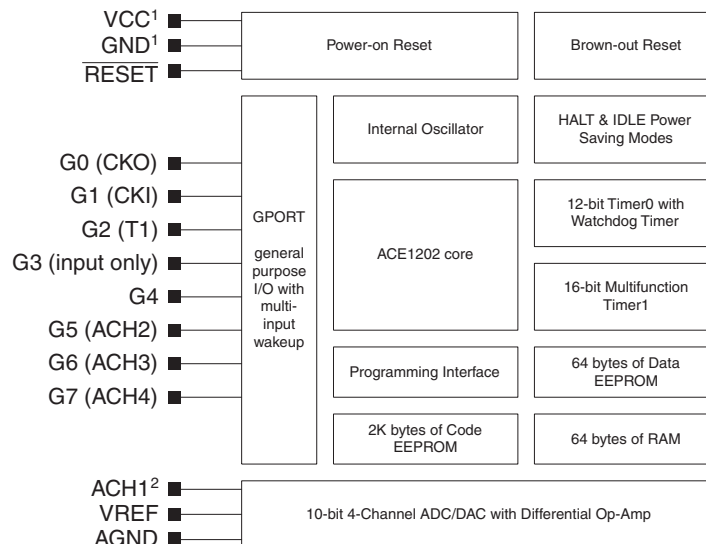 VCC¹
GND¹
RESET
Power-on Reset
Brown-out Reset
Internal Oscillator
HALT & IDLE Power
Saving Modes
G0 (CKO)
G1 (CKI)
G2 (T1)
G3 (input only)
G4
G5 (ACH2)
G6 (ACH3)
G7 (ACH4)
GPORT
general
purpose
I/O with
multi-
input
wakeup
ACE1202 core
12-bit Timer0 with
Watchdog Timer
16-bit Multifunction
Timer1
Programming Interface
64 bytes of Data
EEPROM
2K bytes of Code
EEPROM
64 bytes of RAM
ACH1²
VREF
AGND
10-bit 4-Channel ADC/DAC with Differential Op-Amp